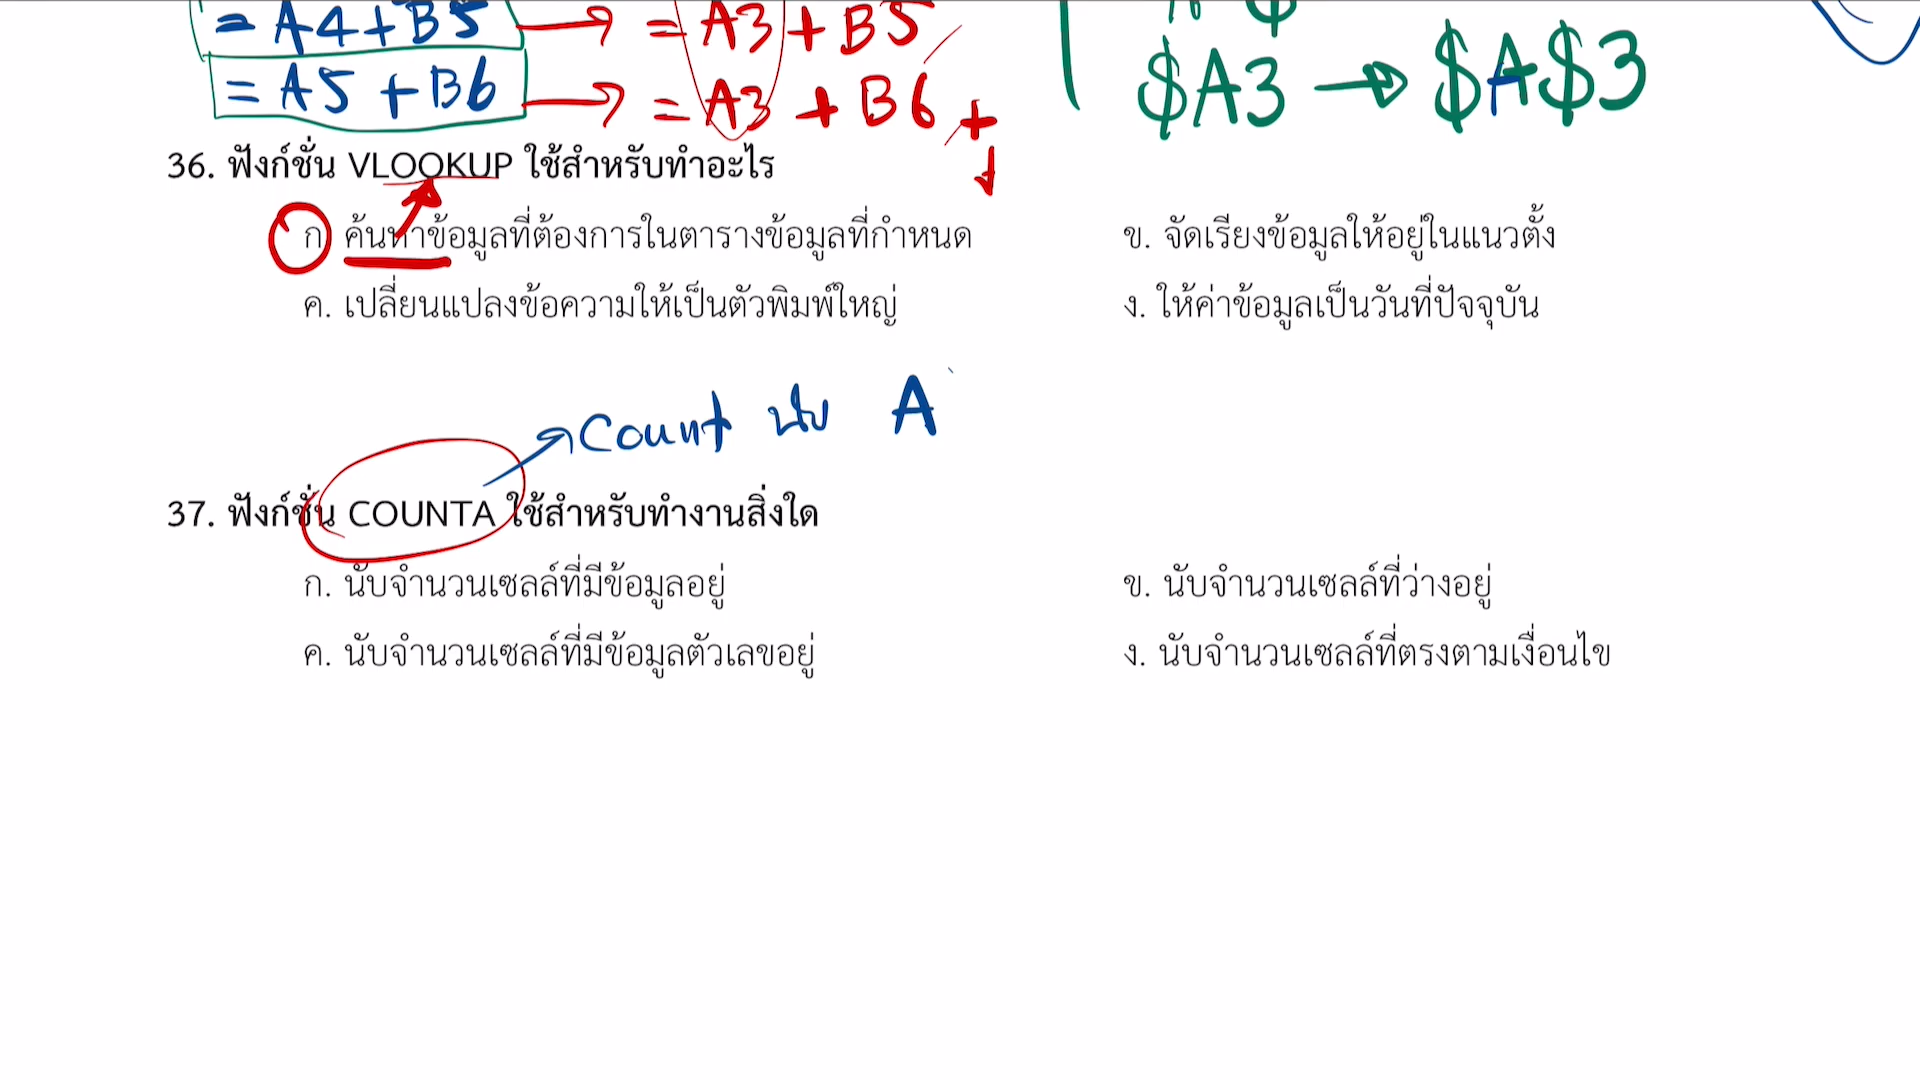 = A4+B5 → = A3 + B5
= A5 + B6 → = A3 + B6 +
$A3 → $A$3
36. ฟังก์ชั่น VLOOKUP ใช้สำหรับทำอะไร
ก. ค้นหาข้อมูลที่ต้องการในตารางข้อมูลที่กำหนด
ข. จัดเรียงข้อมูลให้อยู่ในแนวตั้ง
ค. เปลี่ยนแปลงข้อความให้เป็นตัวพิมพ์ใหญ่
ง. ให้ค่าข้อมูลเป็นวันที่ปัจจุบัน
Count นับ A
37. ฟังก์ชั่น COUNTA ใช้สำหรับทำงานสิ่งใด
ก. นับจำนวนเซลล์ที่มีข้อมูลอยู่
ข. นับจำนวนเซลล์ที่ว่างอยู่
ค. นับจำนวนเซลล์ที่มีข้อมูลตัวเลขอยู่
ง. นับจำนวนเซลล์ที่ตรงตามเงื่อนไข